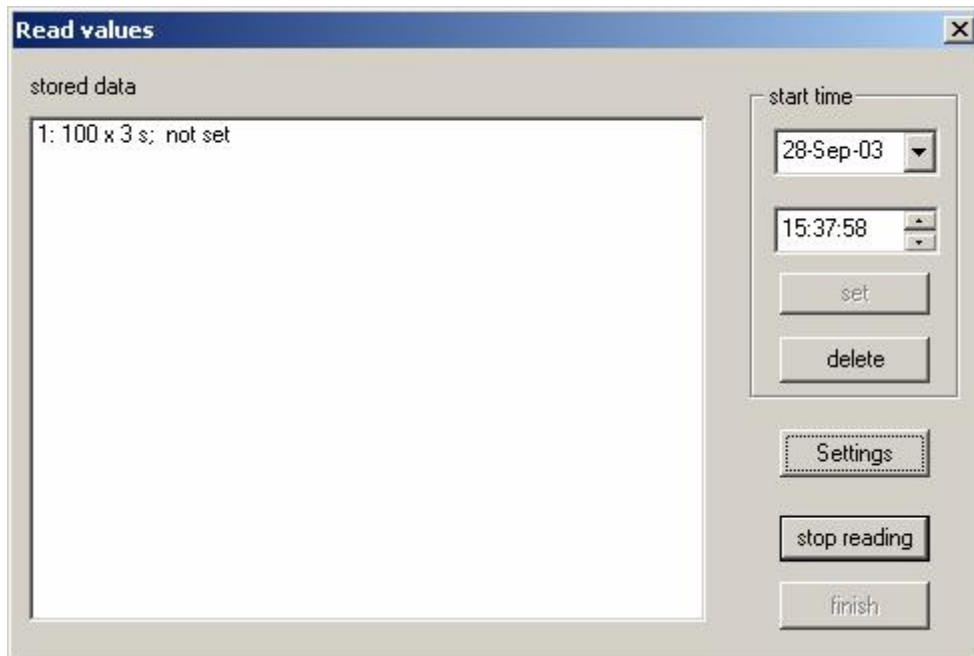 Read values
stored data
1: 100 x 3 s;  not set
start time
28-Sep-03
15:37:58
set
delete
Settings
stop reading
finish